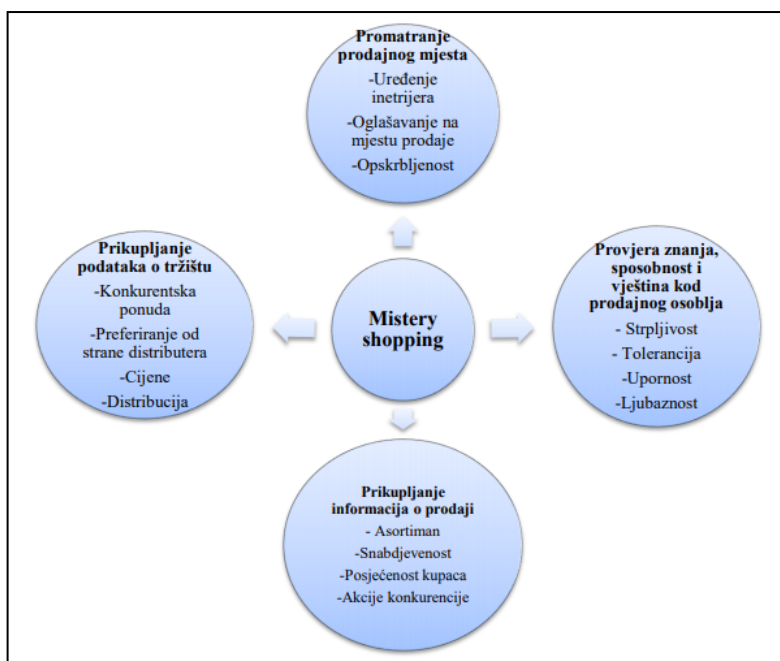 Promatranje
prodajnog mjesta
-Uređenje
inetrijera
-Oglašavanje na
mjestu prodaje
-Opskrbljenost
Prikupljanje
podataka o tržištu
-Konkurentska
ponuda
-Preferiranje od
strane distributera
-Cijene
-Distribucija
Mistery
shopping
Provjera znanja,
sposobnost i
vještina kod
prodajnog osoblja
- Strpljivost
- Tolerancija
-Upornost
-Ljubaznost
Prikupljanje
informacija o prodaji
- Asortiman
-Snabdjevenost
-Posjećenost kupaca
-Akcije konkurencije